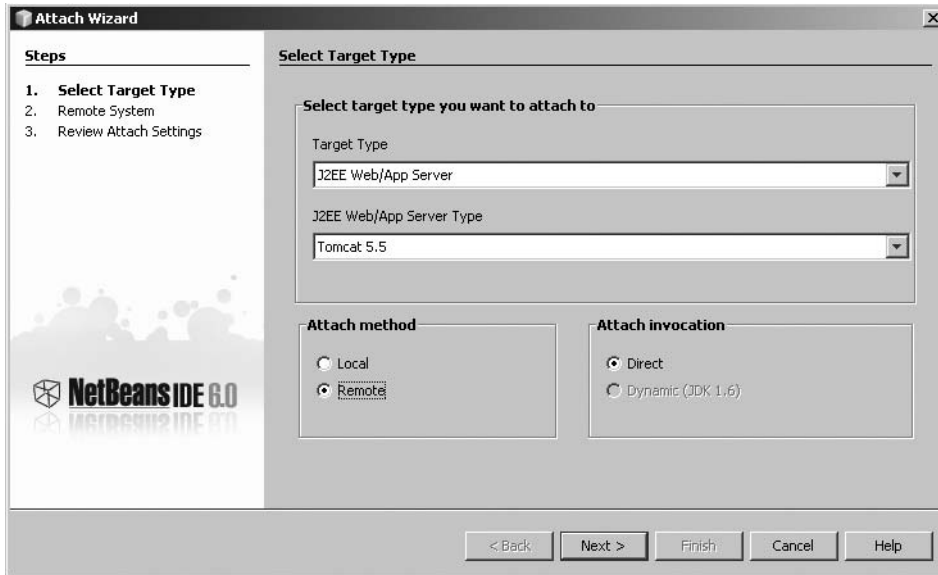 Attach Wizard
Steps
1. Select Target Type
2. Remote System
3. Review Attach Settings
NetBeans IDE 6.0
Select Target Type
Select target type you want to attach to
Target Type
J2EE Web/App Server
J2EE Web/App Server Type
Tomcat 5.5
Attach method
Local
Remote
Attach invocation
Direct
Dynamic (JDK 1.6)
< Back Next > Finish Cancel Help